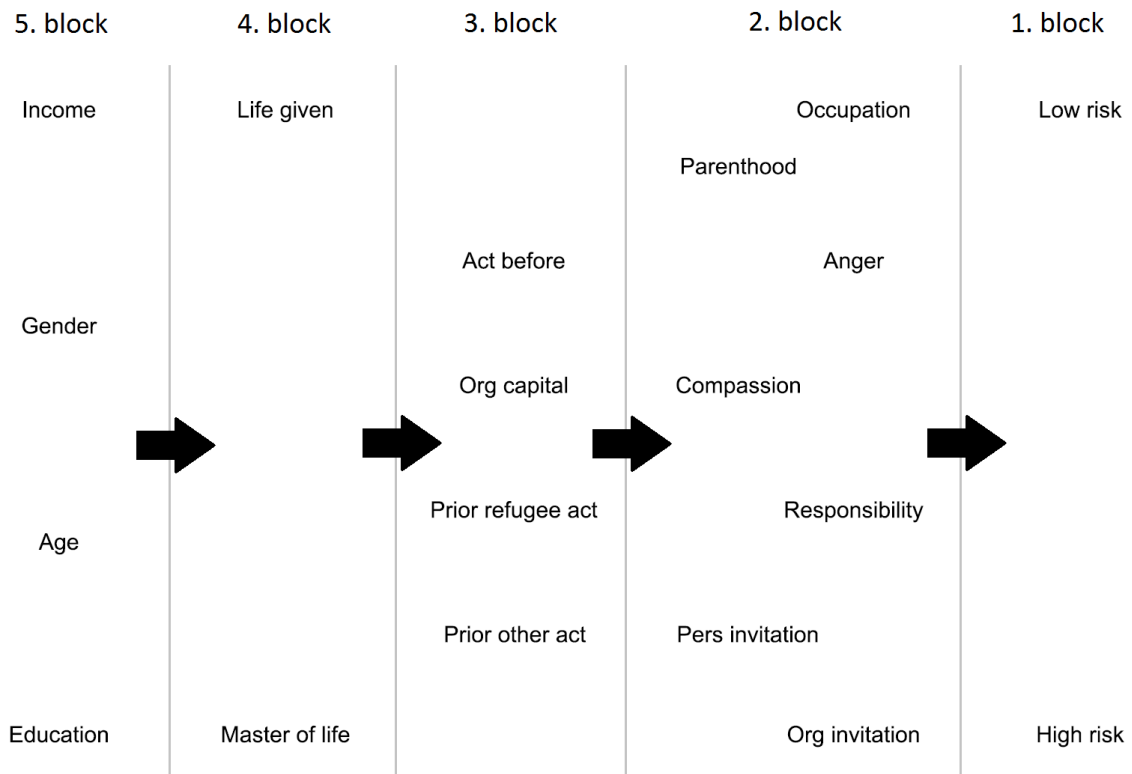 5. block
4. block
3. block
2. block
1. block
Income
Life given
Occupation
Low risk
Parenthood
Act before
Anger
Gender
Org capital
Compassion
Prior refugee act
Responsibility
Age
Prior other act
Pers invitation
Education
Master of life
Org invitation
High risk